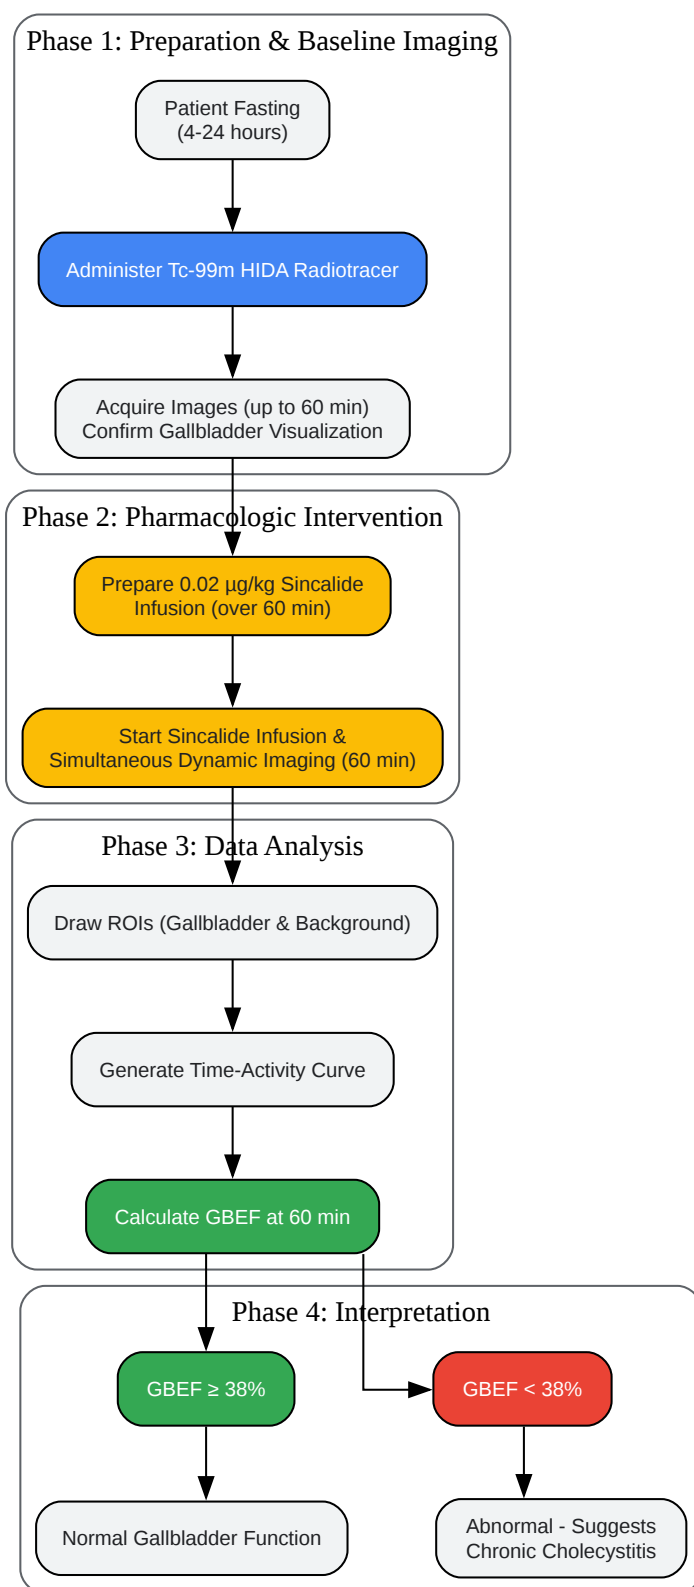 Phase 1: Preparation & Baseline Imaging
Patient Fasting
(4-24 hours)
Administer Tc-99m HIDA Radiotracer
Acquire Images (up to 60 min)
Confirm Gallbladder Visualization
Phase 2: Pharmacologic Intervention
Prepare 0.02 µg/kg Sincalide
Infusion (over 60 min)
Start Sincalide Infusion &
Simultaneous Dynamic Imaging (60 min)
Phase 3: Data Analysis
Draw ROIs (Gallbladder & Background)
Generate Time-Activity Curve
Calculate GBEF at 60 min
Phase 4: Interpretation
GBEF ≥ 38%
GBEF < 38%
Normal Gallbladder Function
Abnormal - Suggests
Chronic Cholecystitis